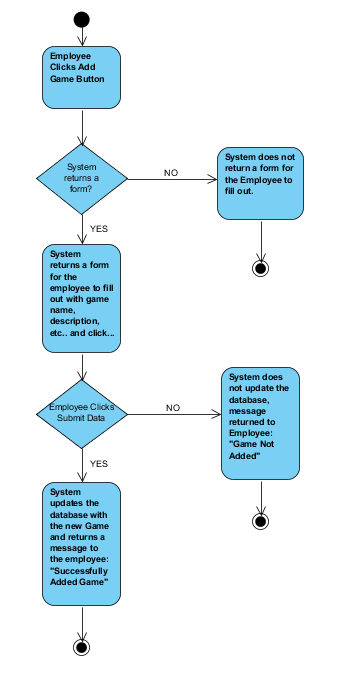 Employee
Clicks Add
Game Button
System
returns a
form?
NO
System does not
return a form for
the Employee to
fill out.
YES
System
returns a form
for the
employee to fill
out with game
name,
description,
etc.. and click...
Employee Clicks
Submit Data
NO
System does
not update the
database,
message
returned to
Employee:
"Game Not
Added"
YES
System
updates the
database with
the new Game
and returns a
message to
the employee:
"Successfully
Added Game"